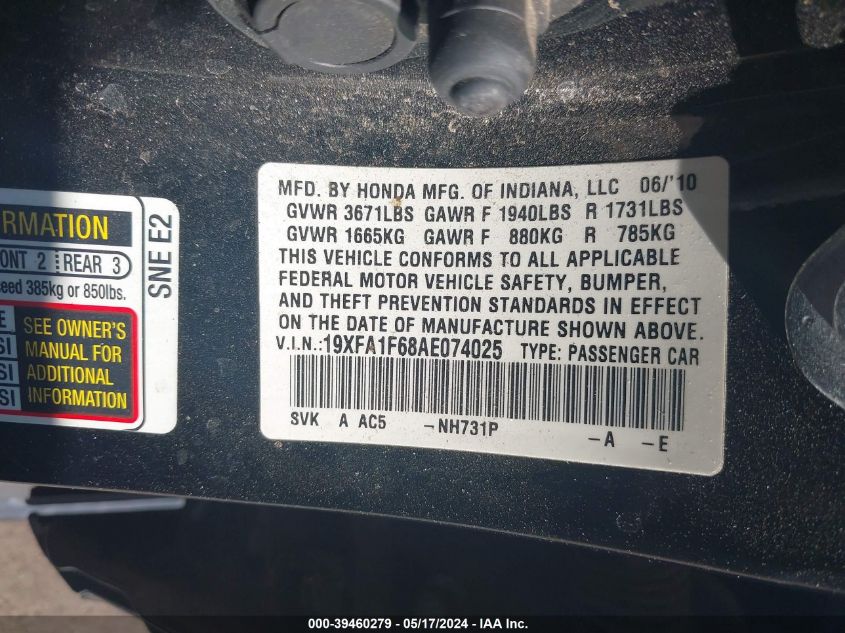 RMATION
ONT 2 REAR 3
eed 385kg or 850lbs.
SEE OWNER'S
MANUAL FOR
ADDITIONAL
INFORMATION
E
SI
SI
SI
SNE E2
MFD. BY HONDA MFG. OF INDIANA, LLC 06/'10
GVWR 3671LBS GAWR F 1940LBS R 1731LBS
GVWR 1665KG GAWR F 880KG R 785KG
THIS VEHICLE CONFORMS TO ALL APPLICABLE
FEDERAL MOTOR VEHICLE SAFETY, BUMPER,
AND THEFT PREVENTION STANDARDS IN EFFECT
ON THE DATE OF MANUFACTURE SHOWN ABOVE.
V.I.N.:19XFA1F68AE074025 TYPE: PASSENGER CAR
SVK A AC5 -NH731P -A -E
000-39460279 - 05/17/2024 - IAA Inc.